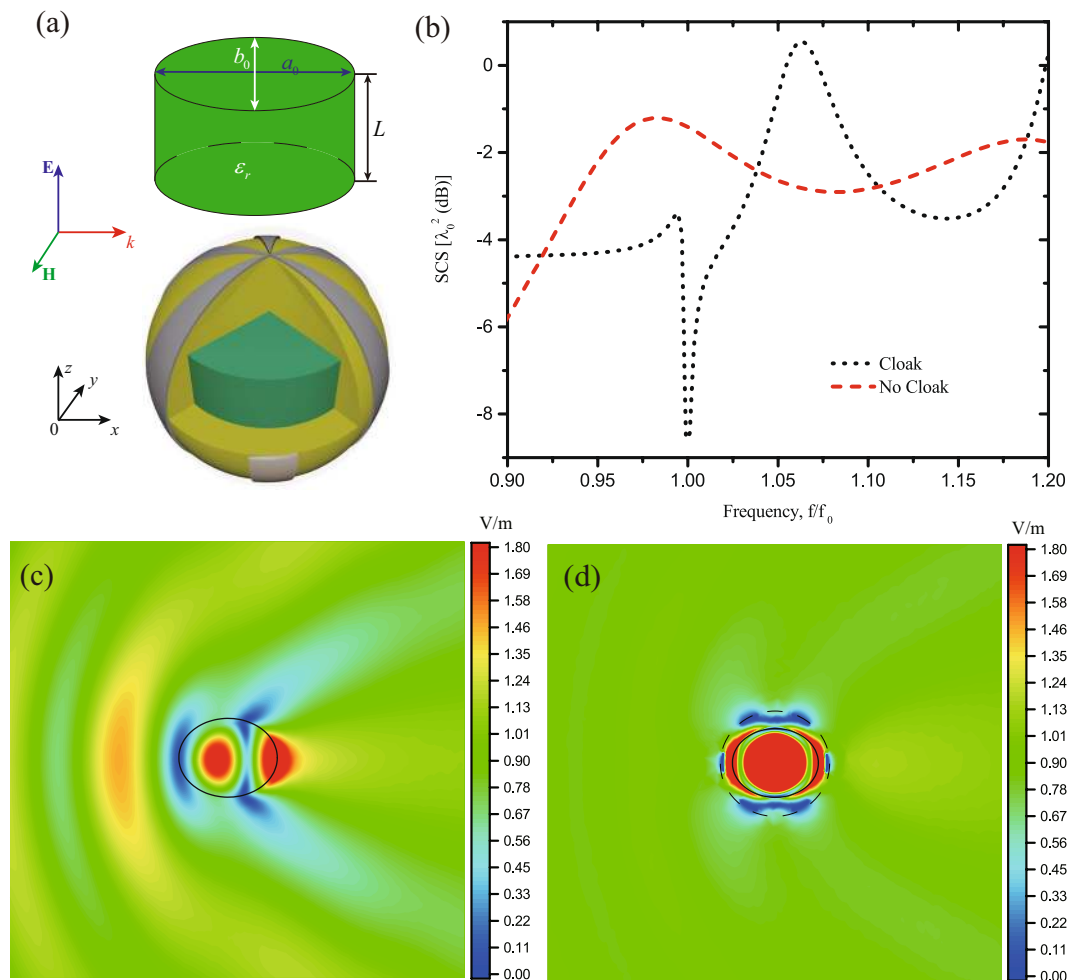 (a)
b₀
a₀
L
εᵣ
E
k
H
z
y
0
x
(b)
SCS [λ₀² (dB)]
0
-2
-4
-6
-8
Cloak
No Cloak
0.90 0.95 1.00 1.05 1.10 1.15 1.20
Frequency, f/f₀
(c)
V/m
1.80
1.69
1.57
1.46
1.35
1.24
1.13
1.01
0.90
0.78
0.67
0.56
0.45
0.33
0.22
0.11
0.00
(d)
V/m
1.80
1.69
1.57
1.46
1.35
1.24
1.13
1.01
0.90
0.78
0.67
0.56
0.45
0.33
0.22
0.11
0.00